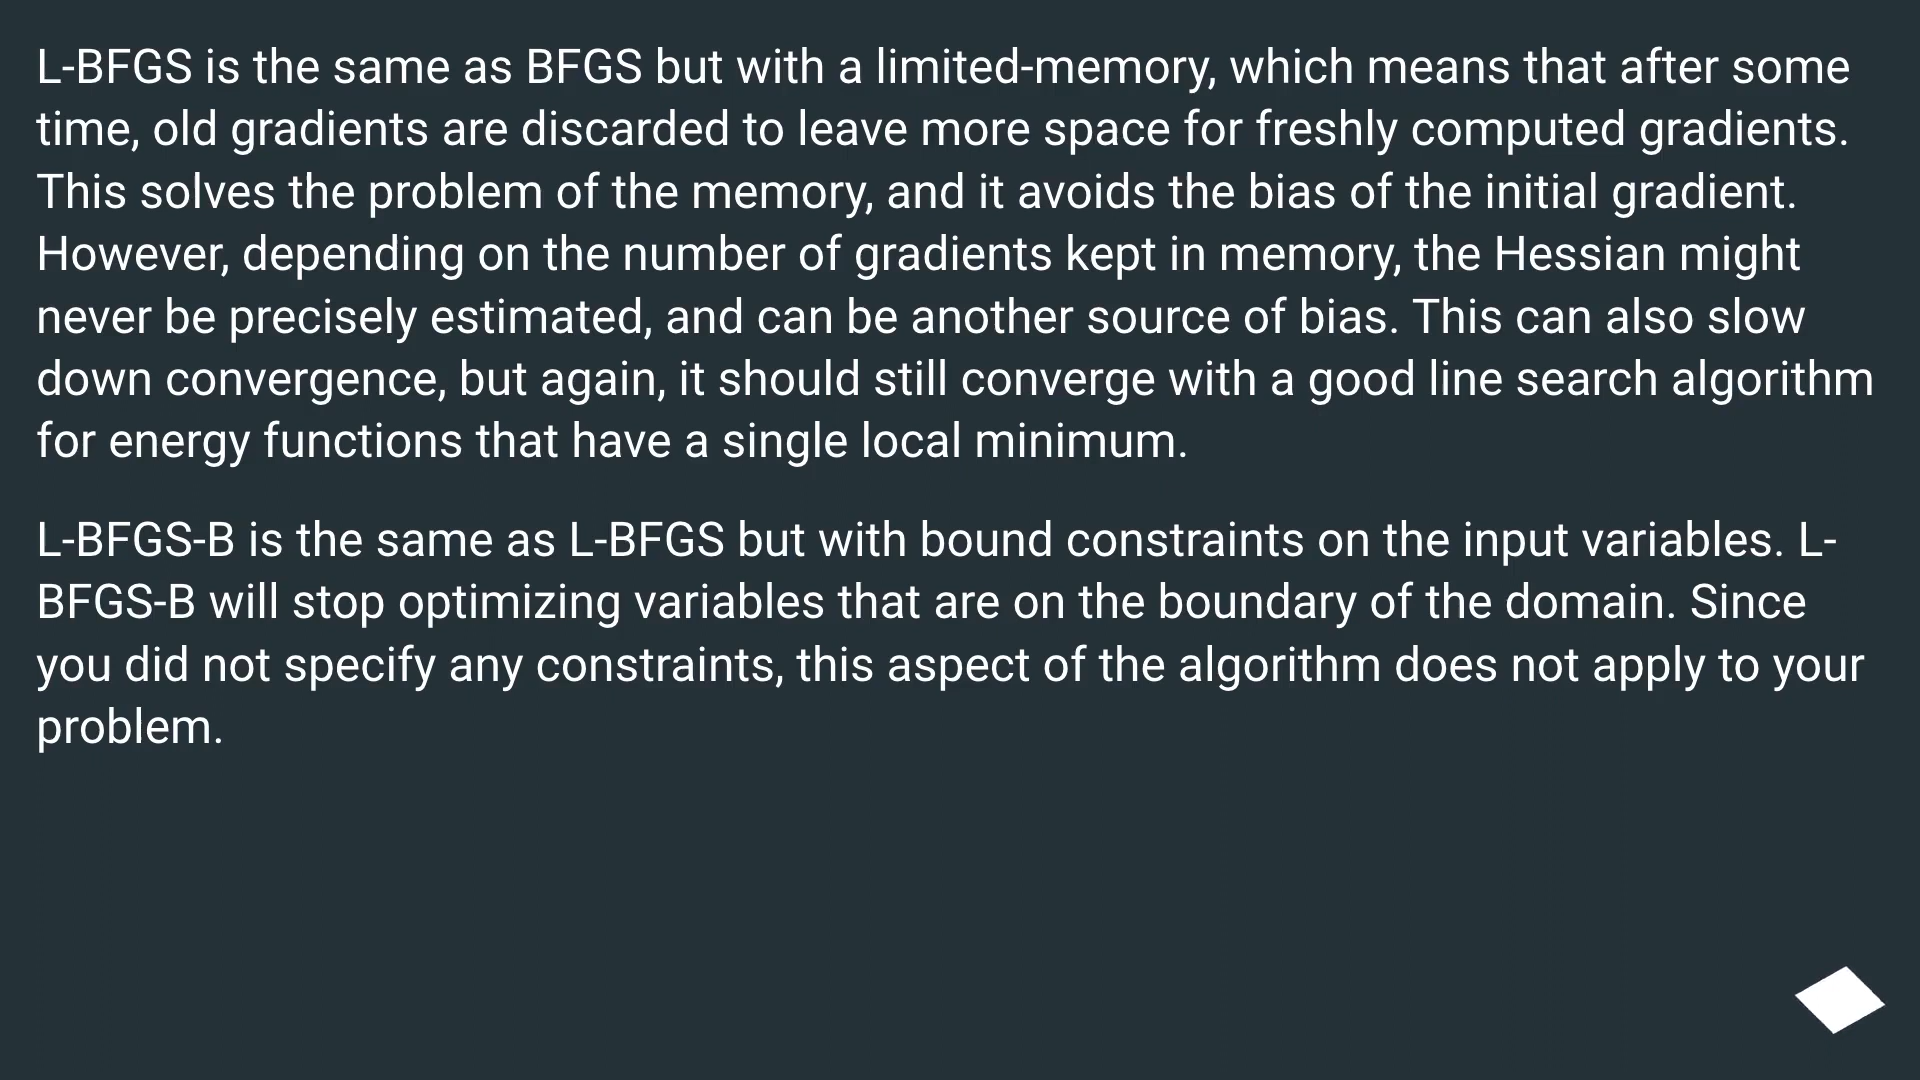 L-BFGS is the same as BFGS but with a limited-memory, which means that after some
time, old gradients are discarded to leave more space for freshly computed gradients.
This solves the problem of the memory, and it avoids the bias of the initial gradient.
However, depending on the number of gradients kept in memory, the Hessian might
never be precisely estimated, and can be another source of bias. This can also slow
down convergence, but again, it should still converge with a good line search algorithm
for energy functions that have a single local minimum.
L-BFGS-B is the same as L-BFGS but with bound constraints on the input variables. L-
BFGS-B will stop optimizing variables that are on the boundary of the domain. Since
you did not specify any constraints, this aspect of the algorithm does not apply to your
problem.